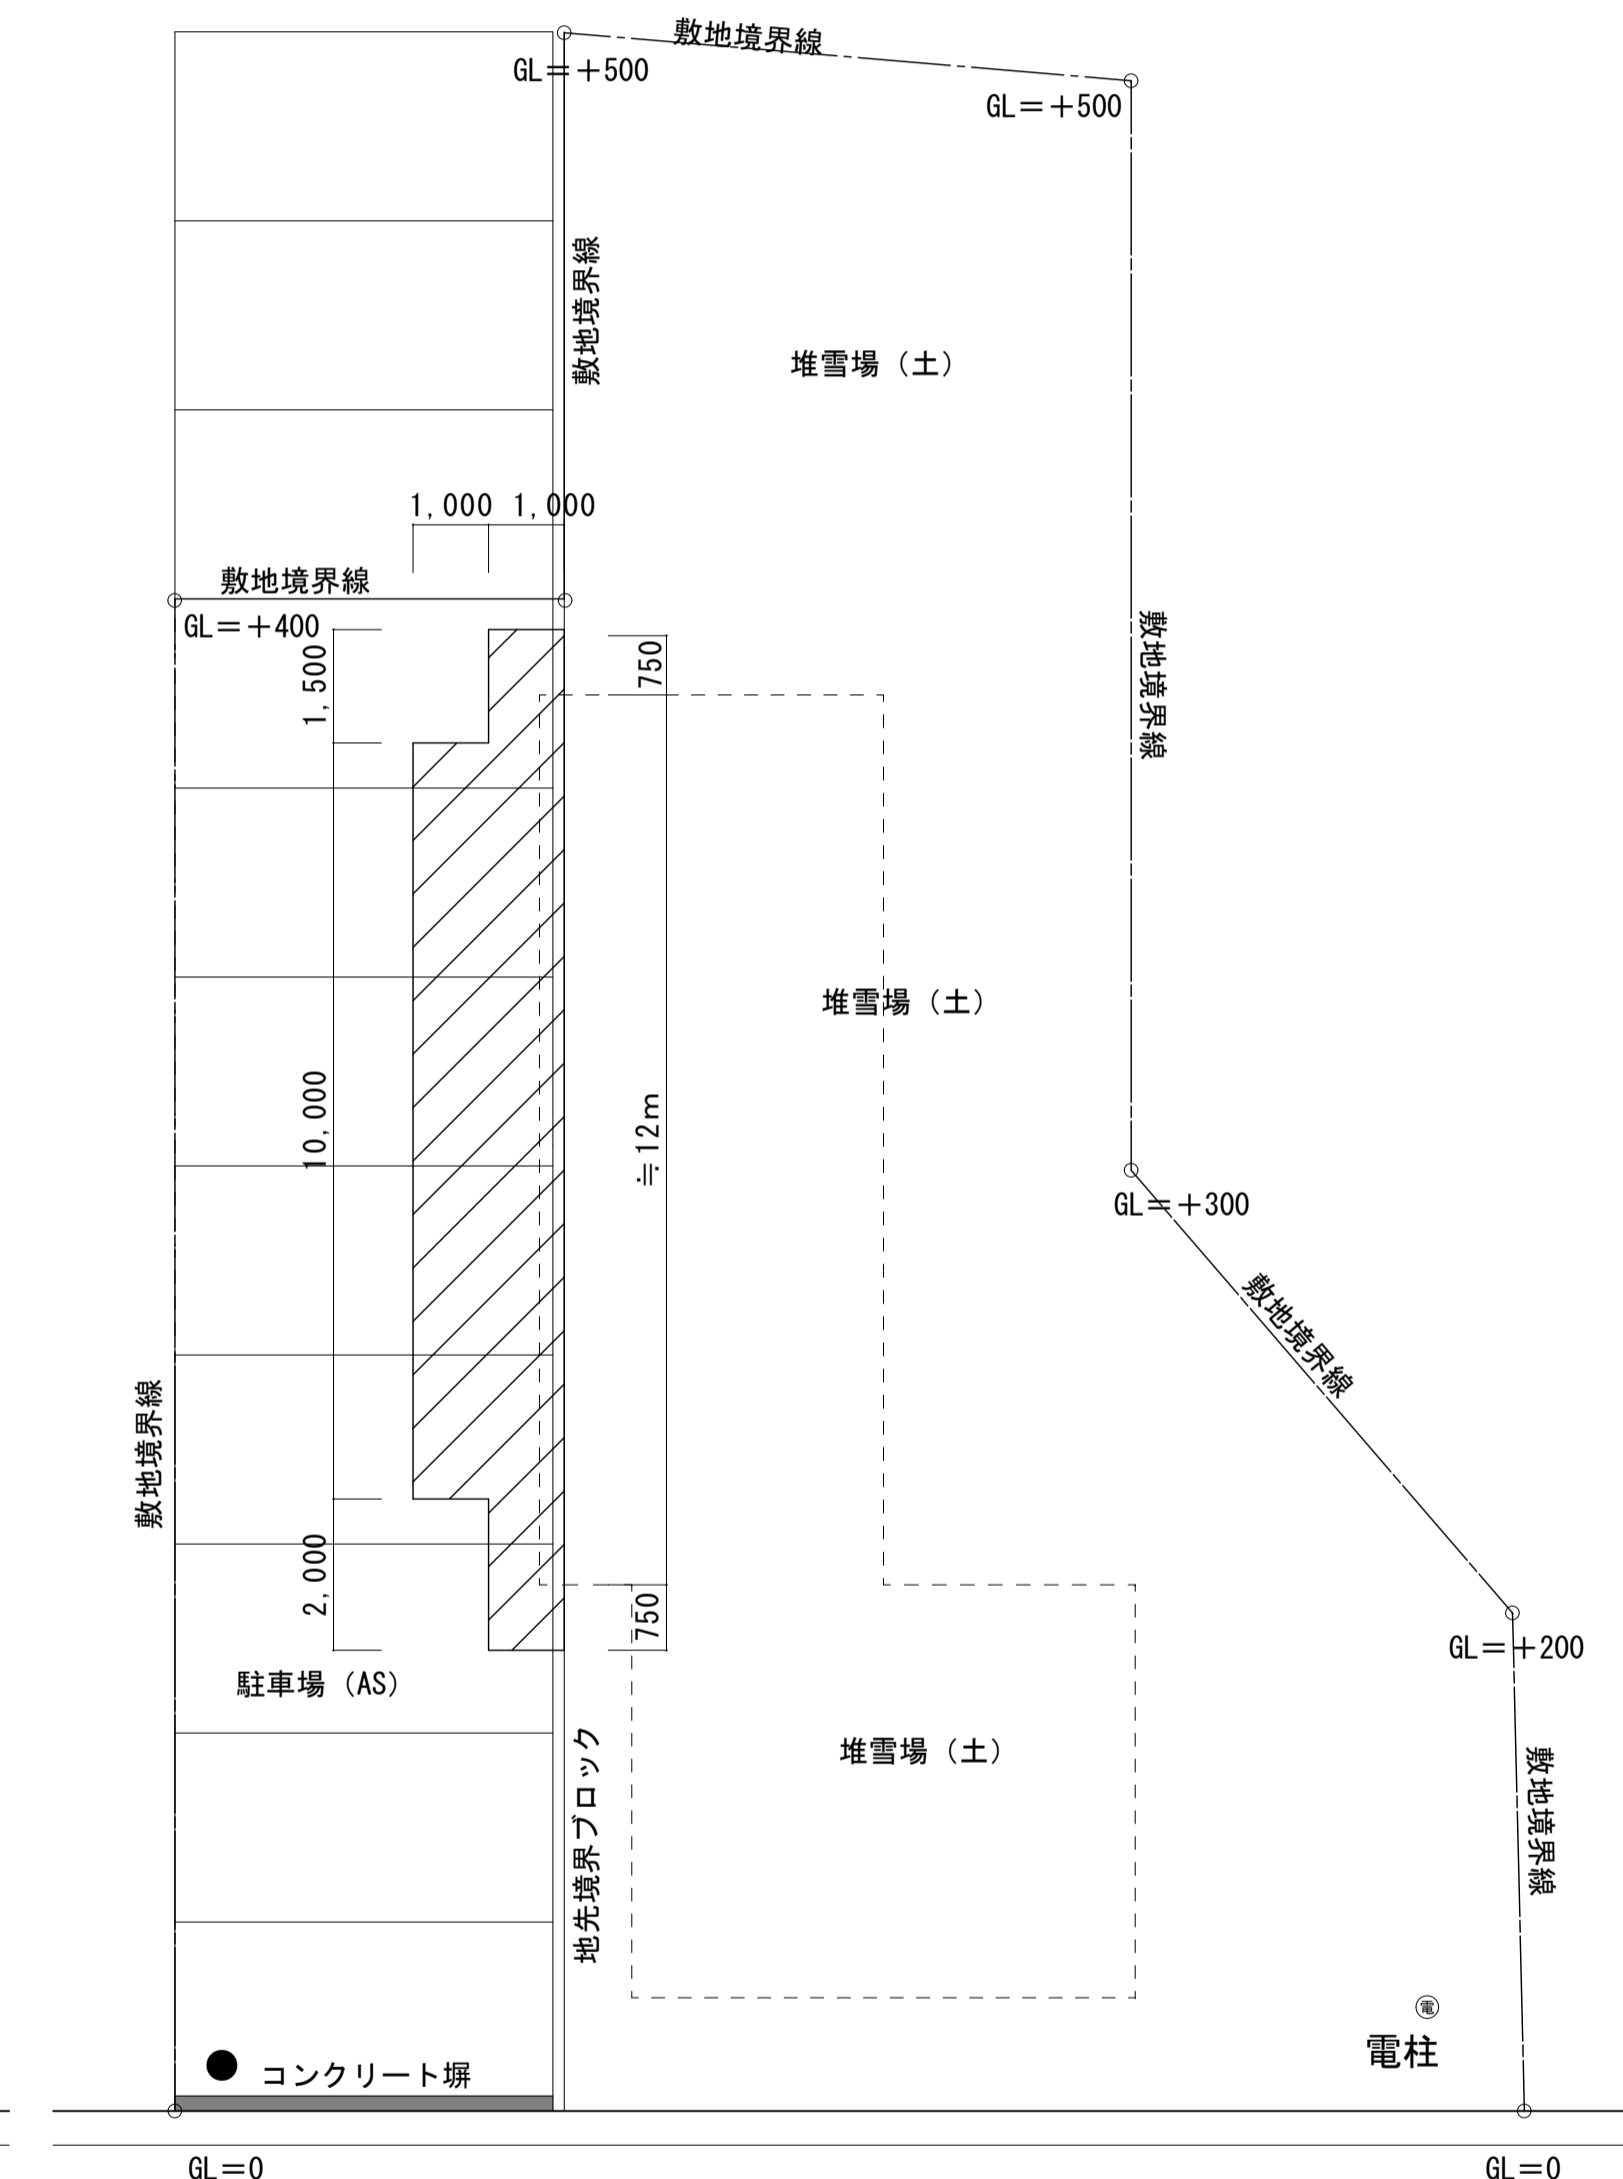 敷地境界線
GL＝＋500
GL＝＋500
敷地境界線
堆雪場（土）
1,000
1,000
敷地境界線
GL＝＋400
1,500
750
敷地境界線
堆雪場（土）
10,000
≒12m
GL＝＋300
敷地境界線
敷地境界線
2,000
750
GL＝＋200
駐車場（AS）
堆雪場（土）
地先境界ブロック
敷地境界線
電
電柱
コンクリート塀
GL＝0
GL＝0